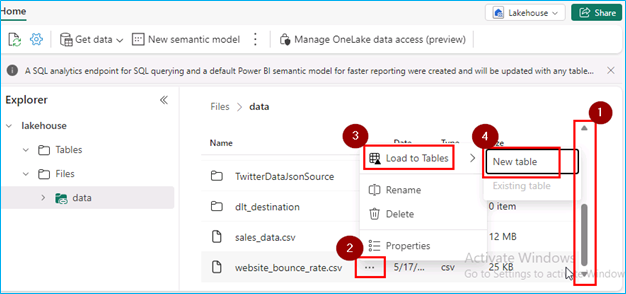 Home
Lakehouse
Share
Get data
New semantic model
Manage OneLake data access (preview)
A SQL analytics endpoint for SQL querying and a default Power BI semantic model for faster reporting were created and will be updated with any table...
Explorer
lakehouse
Tables
Files
data
Files > data
1
3
4
Name
Date
Type
Load to Tables
New table
Existing table
TwitterDataJsonSource
Rename
dlt_destination
Delete
0 item
sales_data.csv
12 MB
2
Properties
website_bounce_rate.csv ... 5/17/... csv 25 KB
Activate Windows
Go to Settings to activate Windows